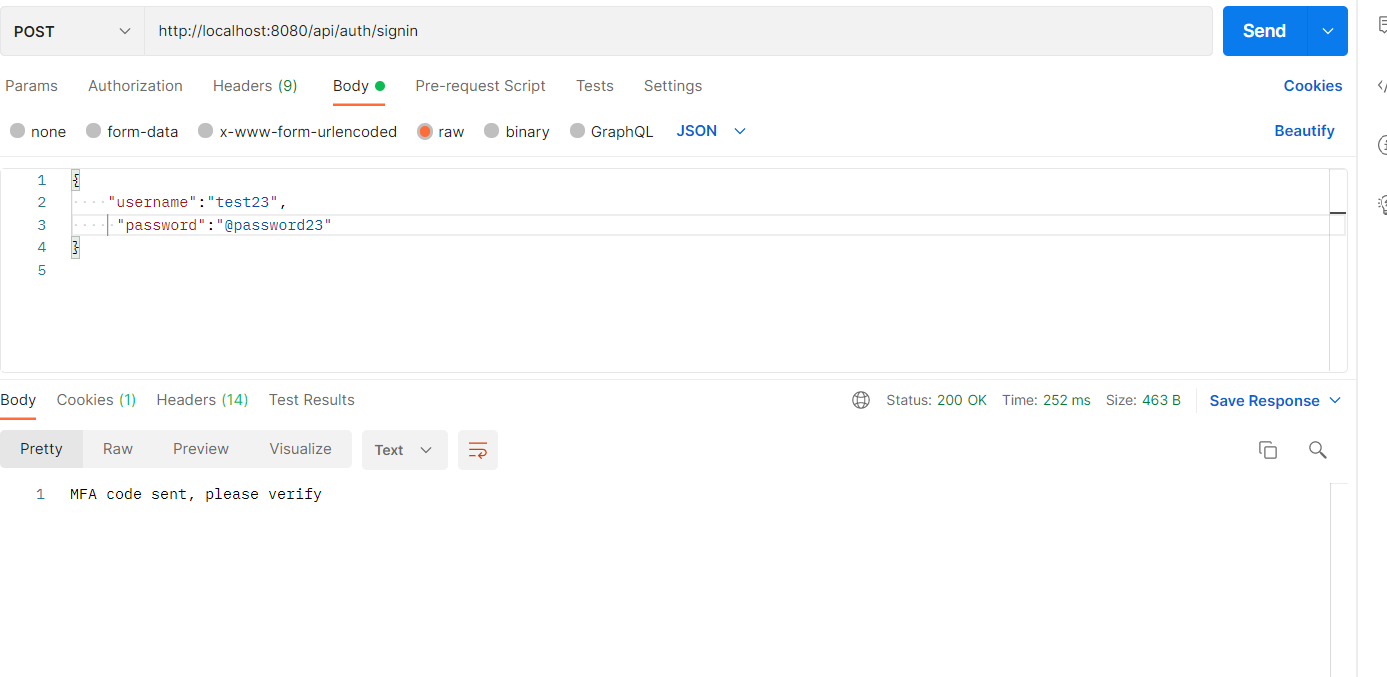 POST http://localhost:8080/api/auth/signin Send
Params Authorization Headers (9) Body Pre-request Script Tests Settings Cookies
none form-data x-www-form-urlencoded raw binary GraphQL JSON Beautify
1 {
2 "username":"test23",
3 "password":"@password23"
4 }
5
Body Cookies (1) Headers (14) Test Results Status: 200 OK Time: 252 ms Size: 463 B Save Response
Pretty Raw Preview Visualize Text
1 MFA code sent, please verify